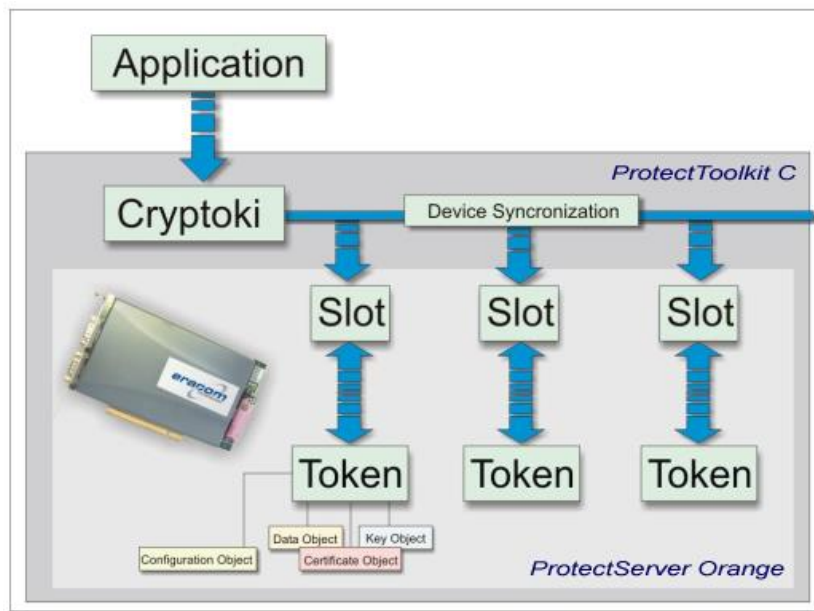 Application
ProtectToolkit C
Cryptoki
Device Syncronization
Slot
Slot
Slot
eracom
Token
Token
Token
Data Object
Key Object
Configuration Object
Certificate Object
ProtectServer Orange